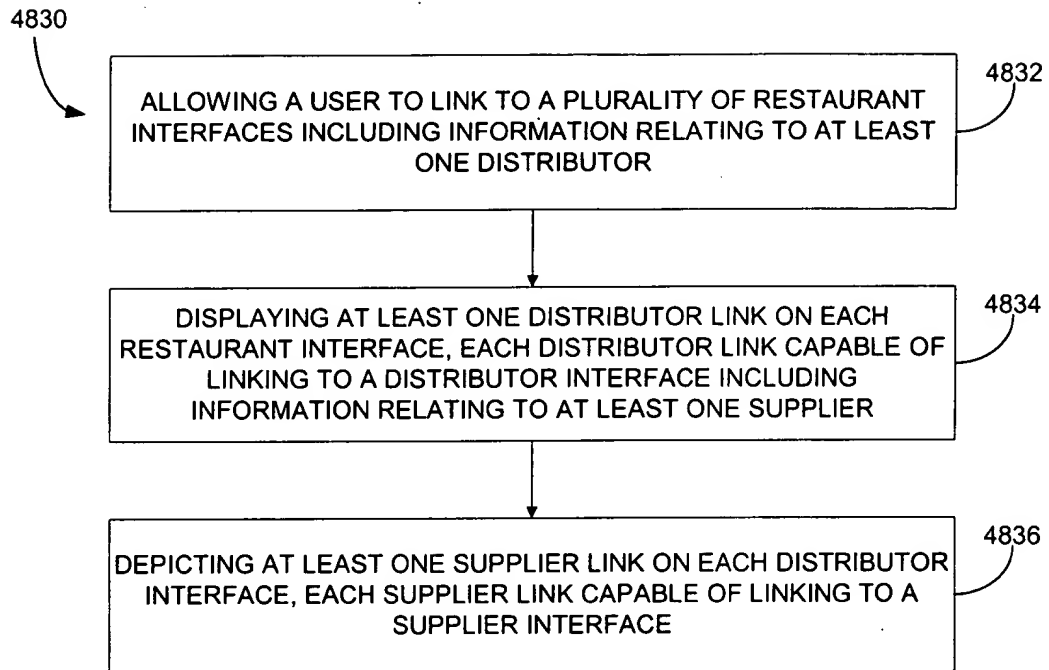 4830
4832
ALLOWING A USER TO LINK TO A PLURALITY OF RESTAURANT
INTERFACES INCLUDING INFORMATION RELATING TO AT LEAST
ONE DISTRIBUTOR
4834
DISPLAYING AT LEAST ONE DISTRIBUTOR LINK ON EACH
RESTAURANT INTERFACE, EACH DISTRIBUTOR LINK CAPABLE OF
LINKING TO A DISTRIBUTOR INTERFACE INCLUDING
INFORMATION RELATING TO AT LEAST ONE SUPPLIER
4836
DEPICTING AT LEAST ONE SUPPLIER LINK ON EACH DISTRIBUTOR
INTERFACE, EACH SUPPLIER LINK CAPABLE OF LINKING TO A
SUPPLIER INTERFACE